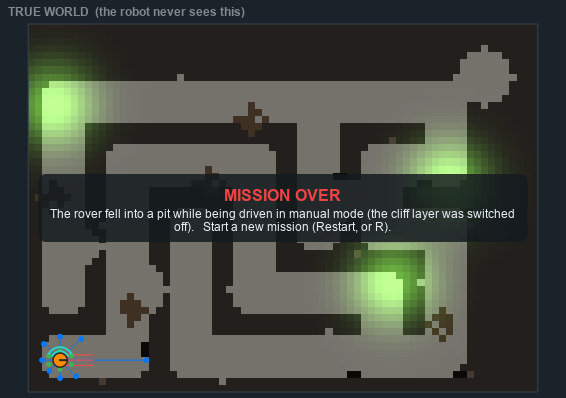 TRUE WORLD  (the robot never sees this)
MISSION OVER
The rover fell into a pit while being driven in manual mode (the cliff layer was switched
off).   Start a new mission (Restart, or R).